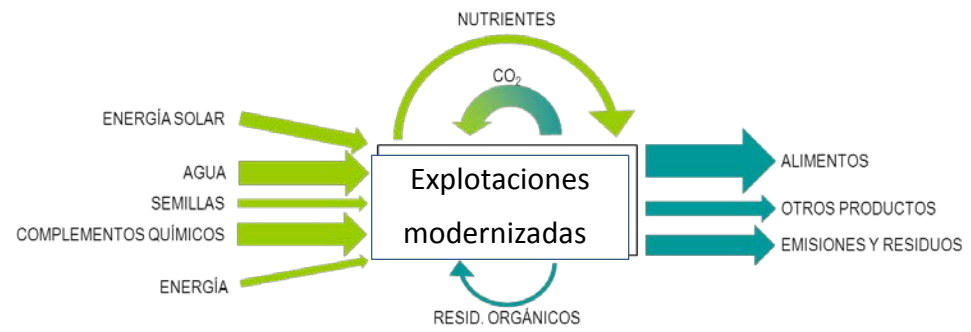 NUTRIENTES
CO₂
ENERGÍA SOLAR
AGUA
SEMILLAS
COMPLEMENTOS QUÍMICOS
ENERGÍA
Explotaciones
modernizadas
ALIMENTOS
OTROS PRODUCTOS
EMISIONES Y RESIDUOS
RESID. ORGÁNICOS